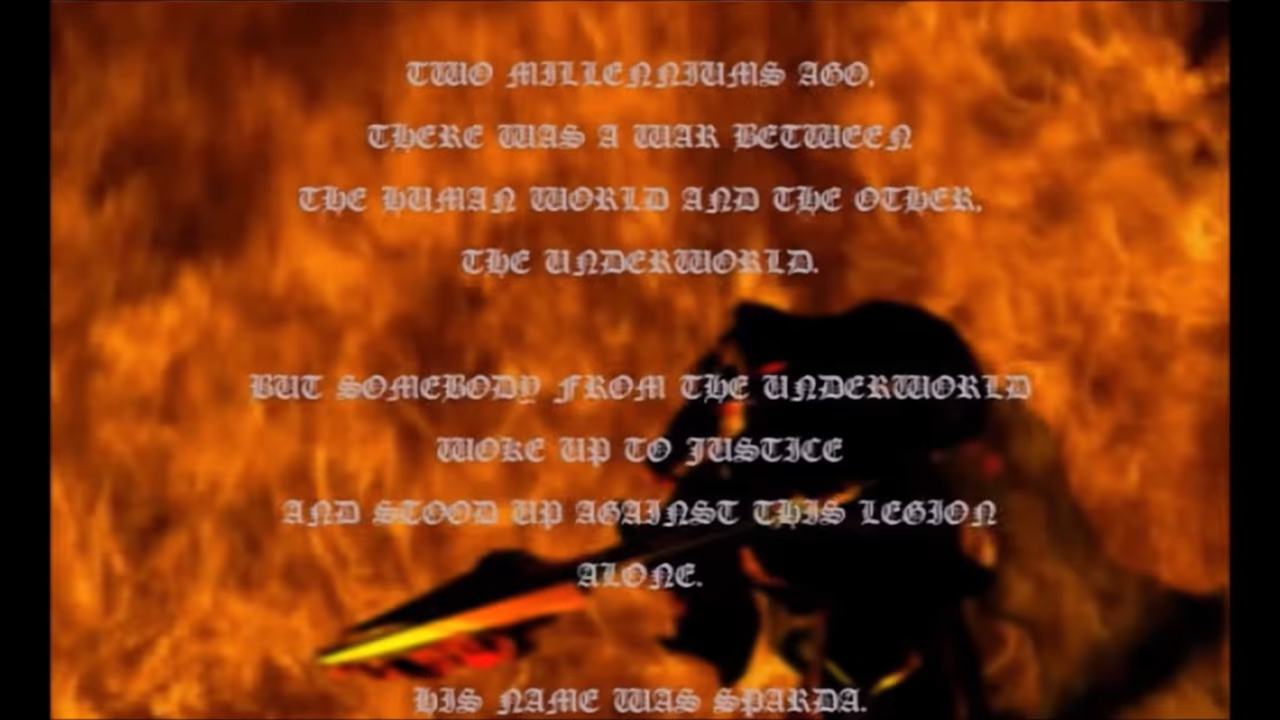 TWO MILLENNIUMS AGO,
THERE WAS A WAR BETWEEN
THE HUMAN WORLD AND THE OTHER,
THE UNDERWORLD.
BUT SOMEBODY FROM THE UNDERWORLD
WOKE UP TO JUSTICE
AND STOOD UP AGAINST THIS LEGION
ALONE.
HIS NAME WAS SPARDA.